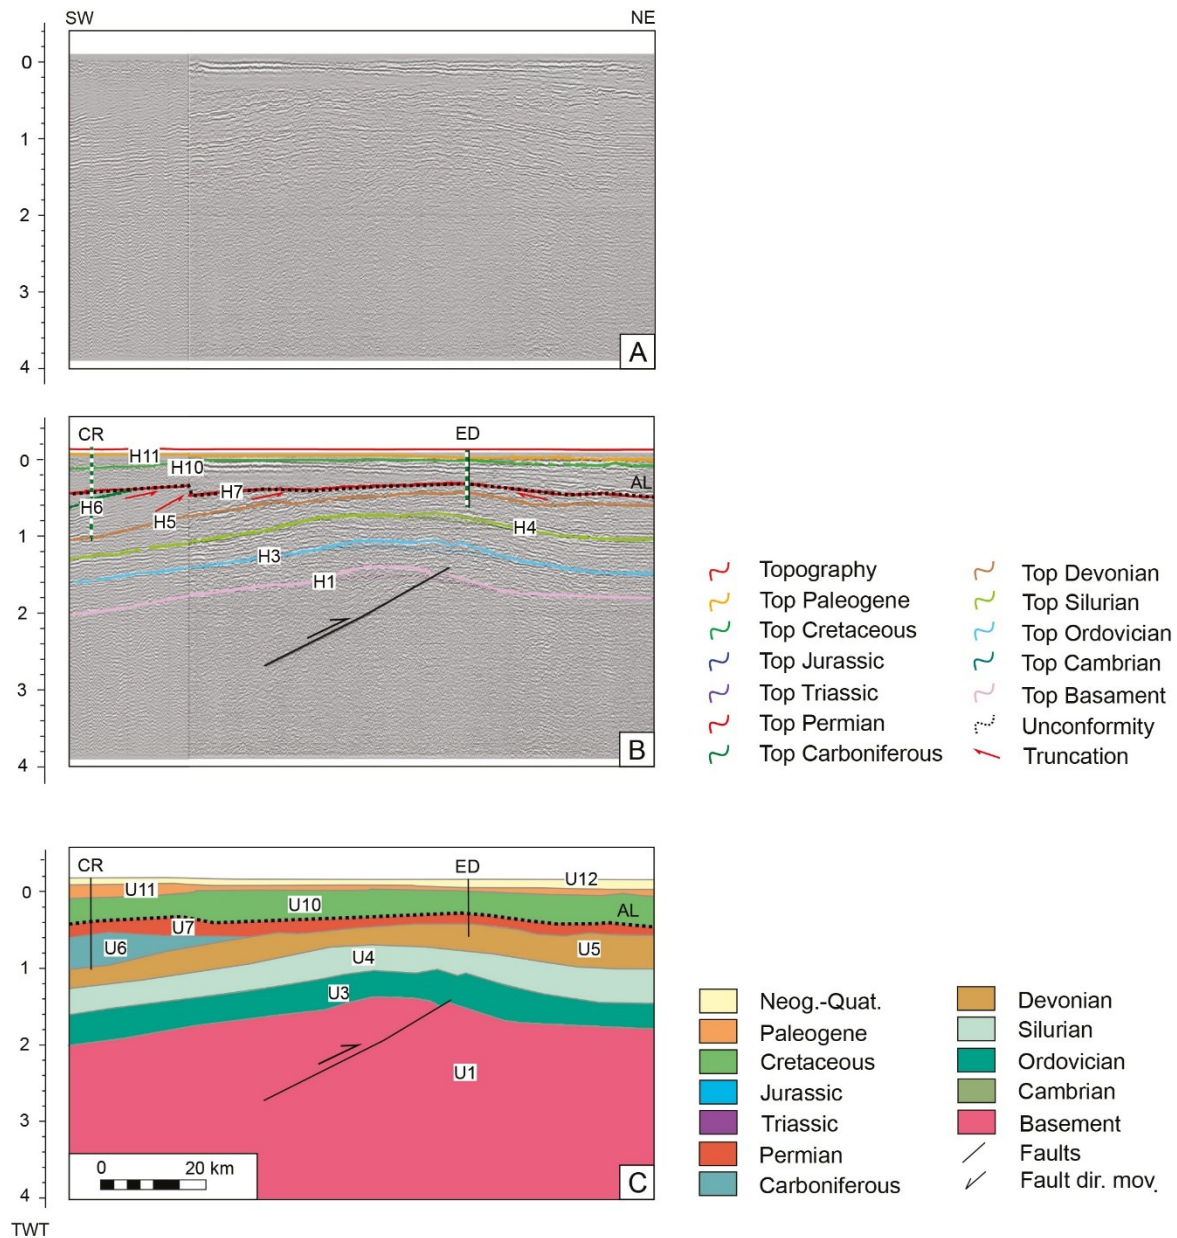 SW NE
0
1
2
3
4
A
CR ED
0
H11
H10
AL
H7
H6
H5
H4
1
H3
H1
2
3
4
B
Topography
Top Paleogene
Top Cretaceous
Top Jurassic
Top Triassic
Top Permian
Top Carboniferous
Top Devonian
Top Silurian
Top Ordovician
Top Cambrian
Top Basament
Unconformity
Truncation
CR ED
0
U11
U12
U10
AL
U7
U6
U5
U4
1
U3
2
U1
3
0 20 km
C
4
TWT
Neog.-Quat.
Paleogene
Cretaceous
Jurassic
Triassic
Permian
Carboniferous
Devonian
Silurian
Ordovician
Cambrian
Basement
Faults
Fault dir. mov.